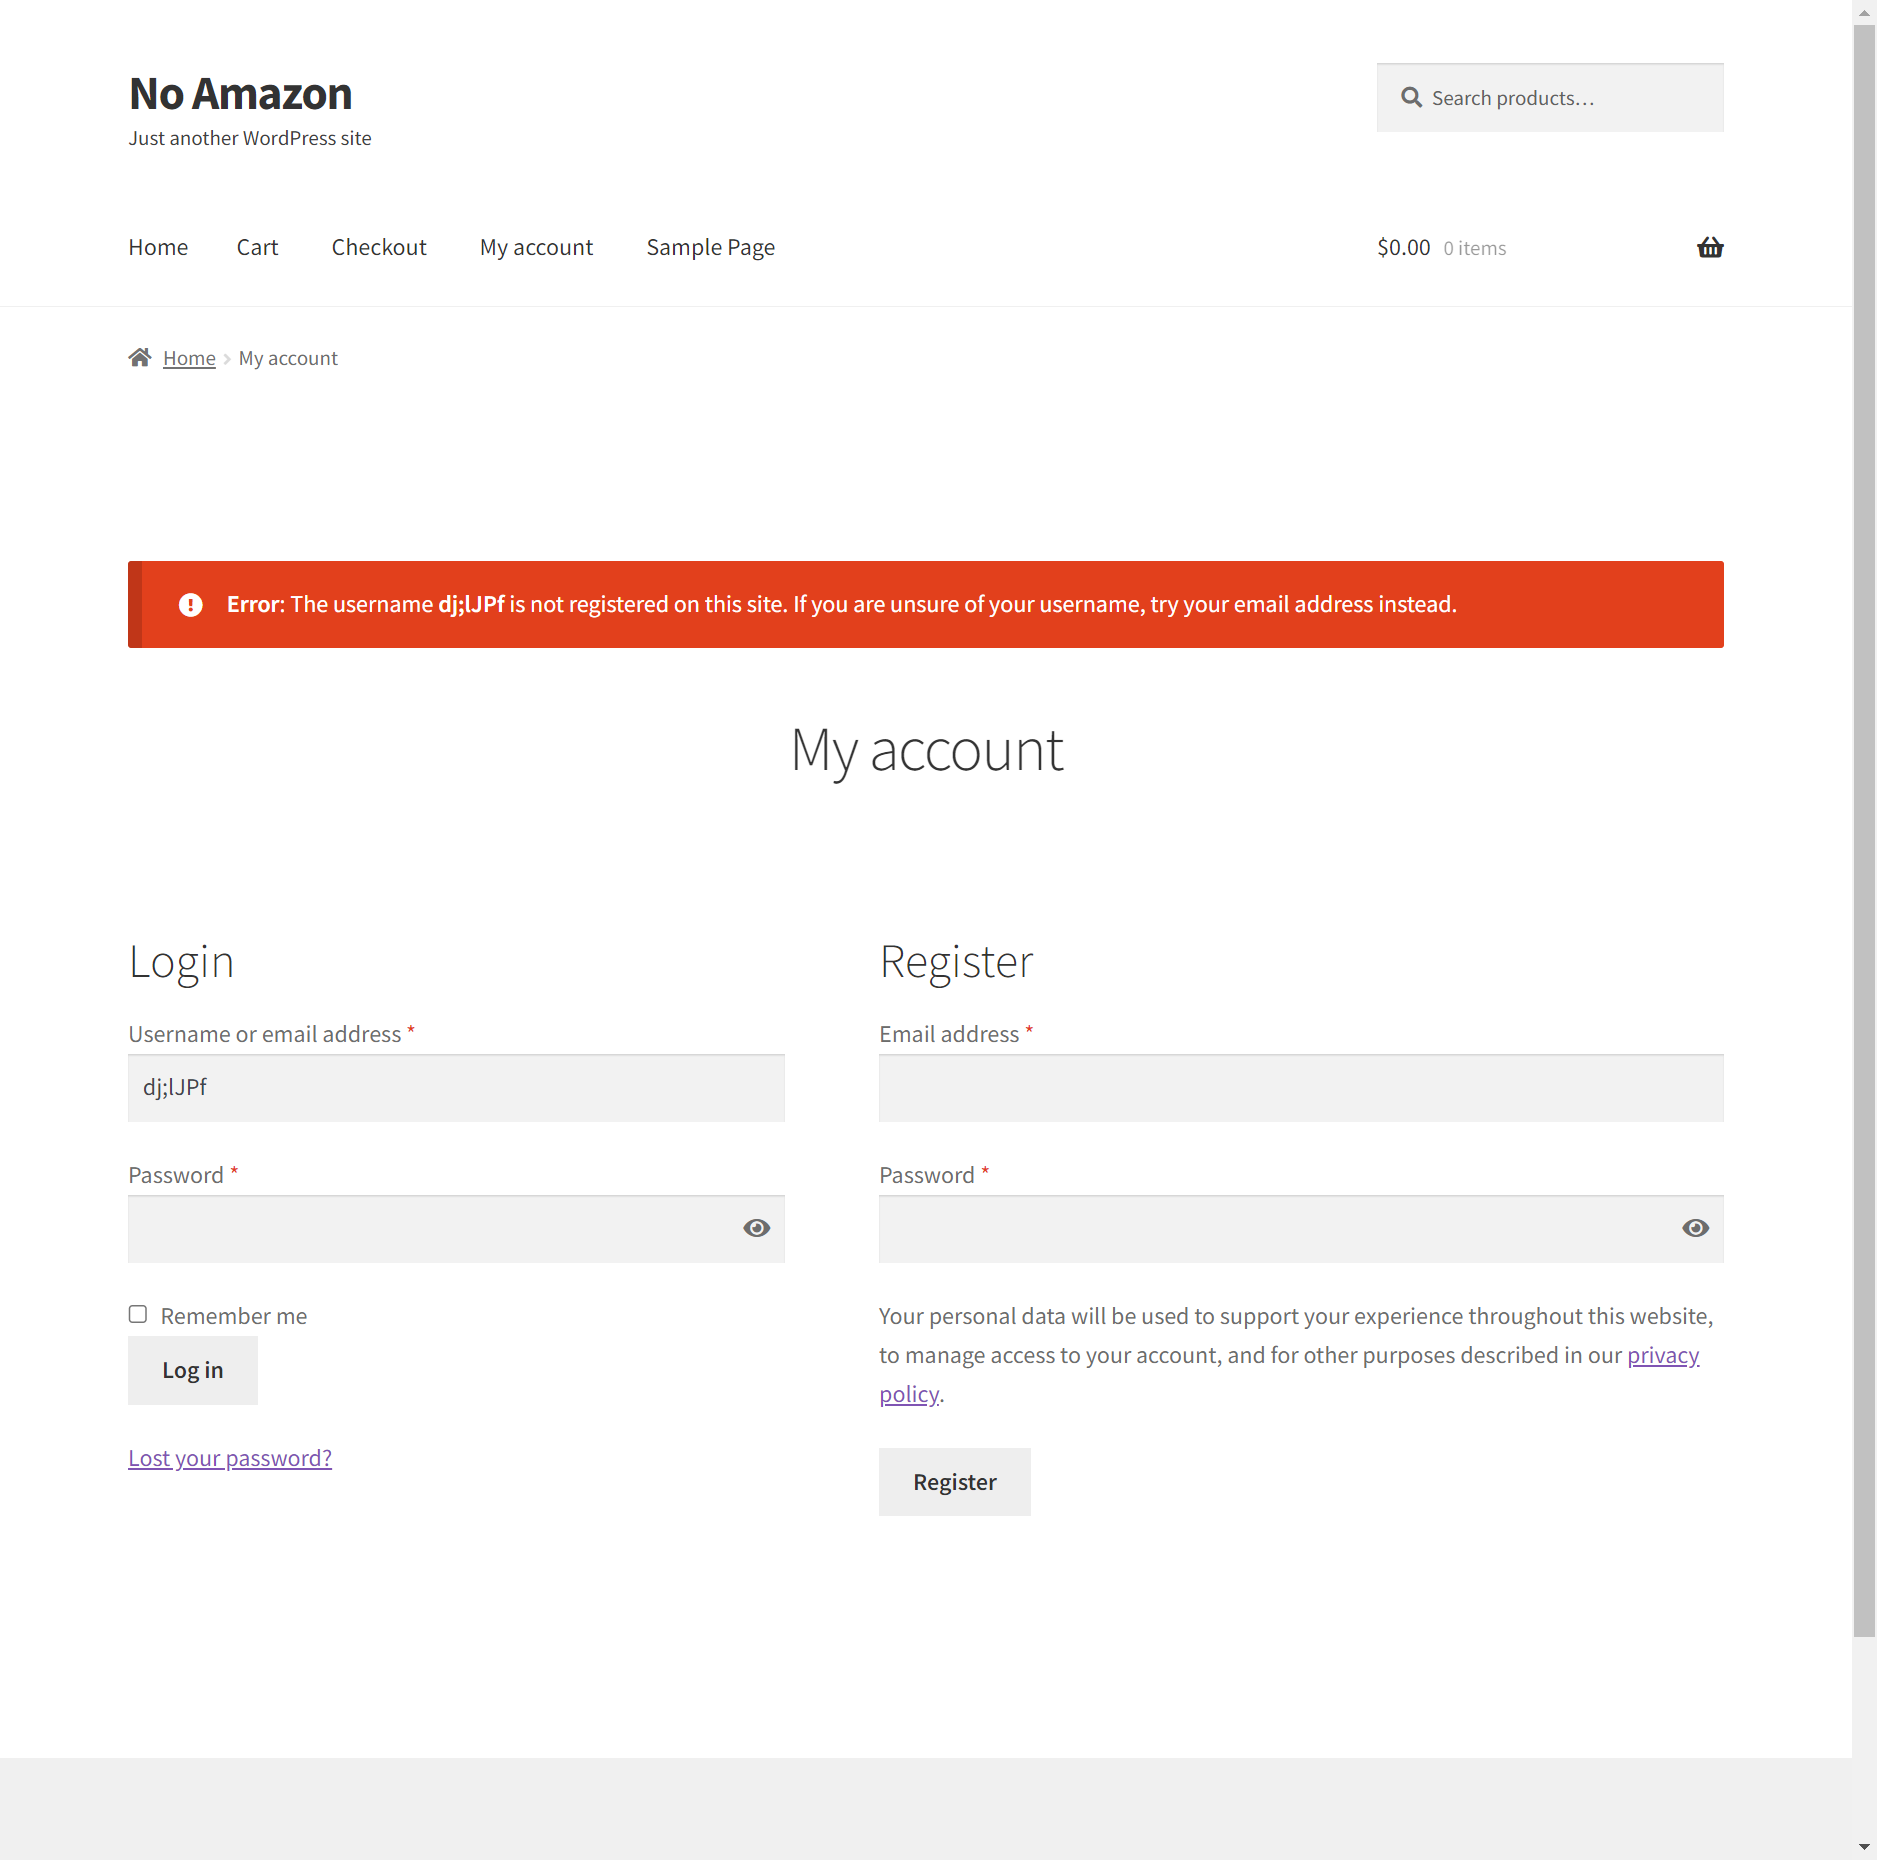 No Amazon
Just another WordPress site
Search products…
Home Cart Checkout My account Sample Page
$0.00 0 items
Home My account
Error: The username dj;lJPf is not registered on this site. If you are unsure of your username, try your email address instead.
My account
Login
Username or email address *
dj;lJPf
Password *
Remember me
Log in
Lost your password?
Register
Email address *
Password *
Your personal data will be used to support your experience throughout this website,
to manage access to your account, and for other purposes described in our privacy
policy.
Register